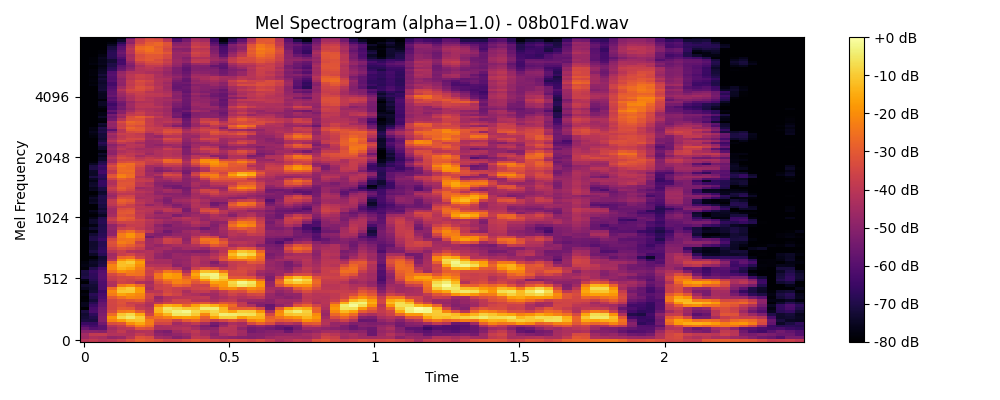 Mel Spectrogram (alpha=1.0) - 08b01Fd.wav
Mel Frequency
4096
2048
1024
512
0
0
0.5
1
1.5
2
Time
+0 dB
-10 dB
-20 dB
-30 dB
-40 dB
-50 dB
-60 dB
-70 dB
-80 dB